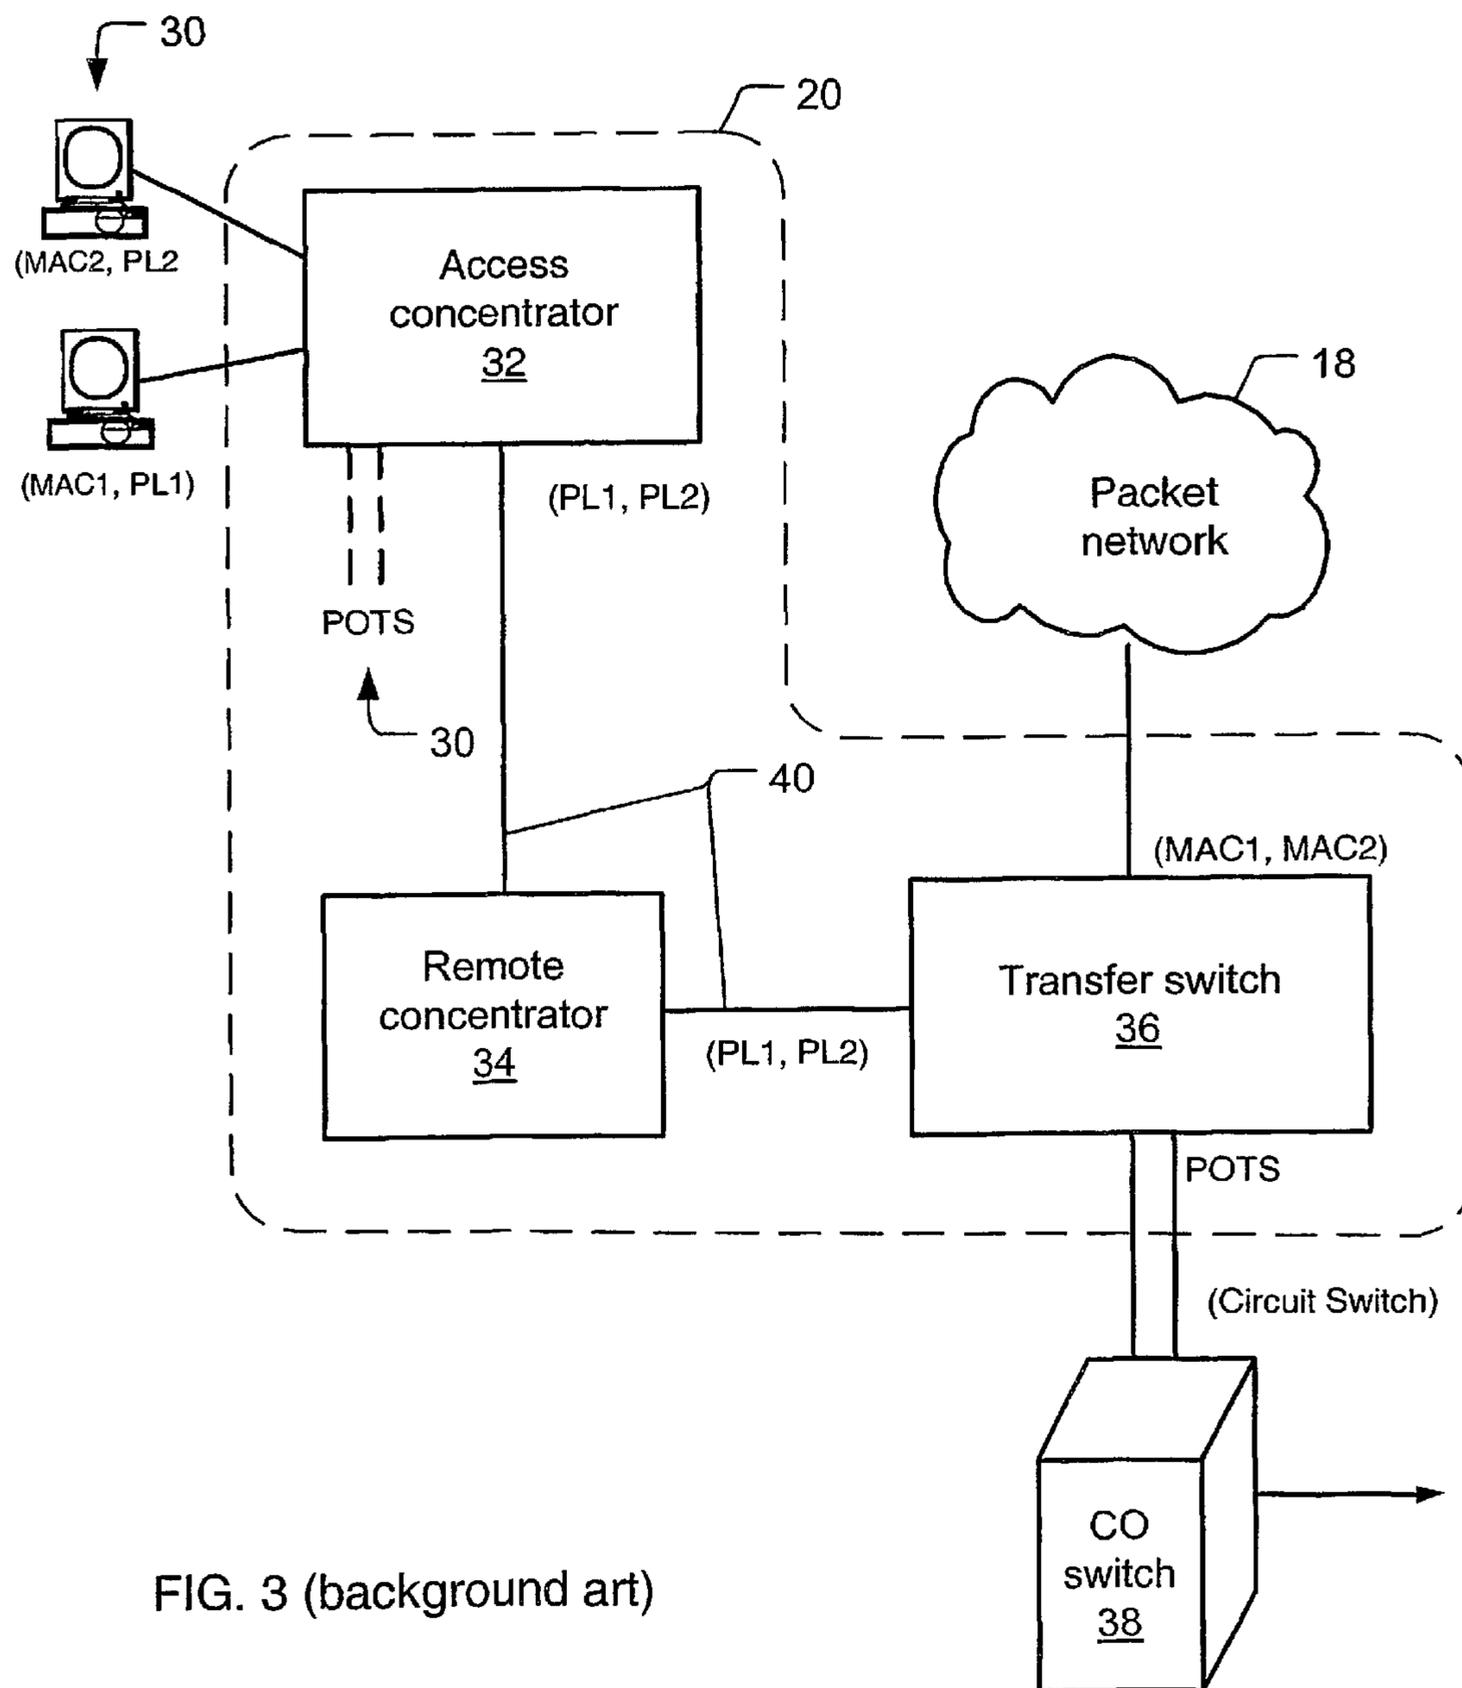 30
20
(MAC2, PL2
Access
concentrator
32
18
(MAC1, PL1)
(PL1, PL2)
Packet
network
POTS
30
40
(MAC1, MAC2)
Remote
concentrator
34
Transfer switch
36
(PL1, PL2)
POTS
(Circuit Switch)
CO
switch
38
FIG. 3 (background art)